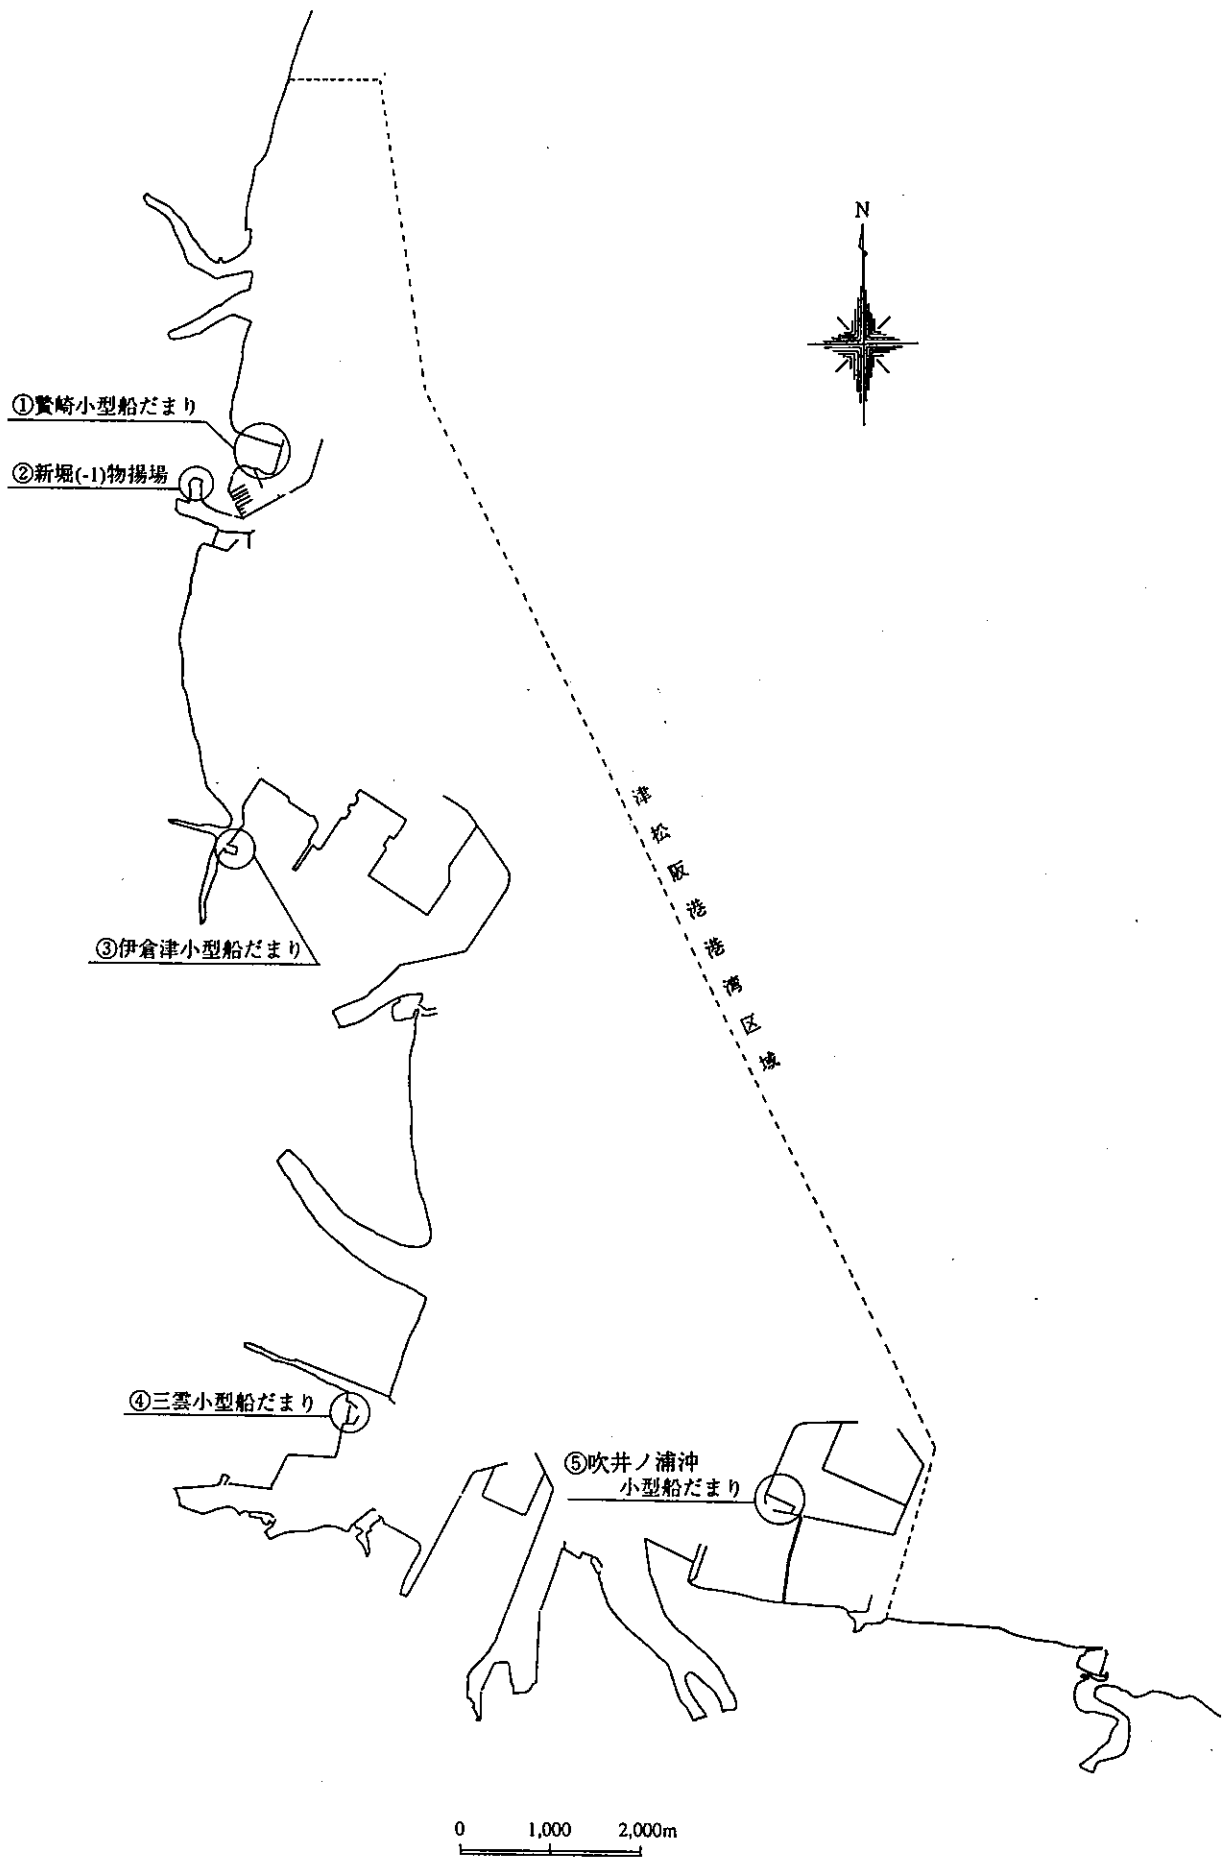 N
①贄崎小型船だまり
②新堀(-1)物揚場
津松阪港港湾区域
③伊倉津小型船だまり
④三雲小型船だまり
⑤吹井ノ浦沖
小型船だまり
0 1,000 2,000m